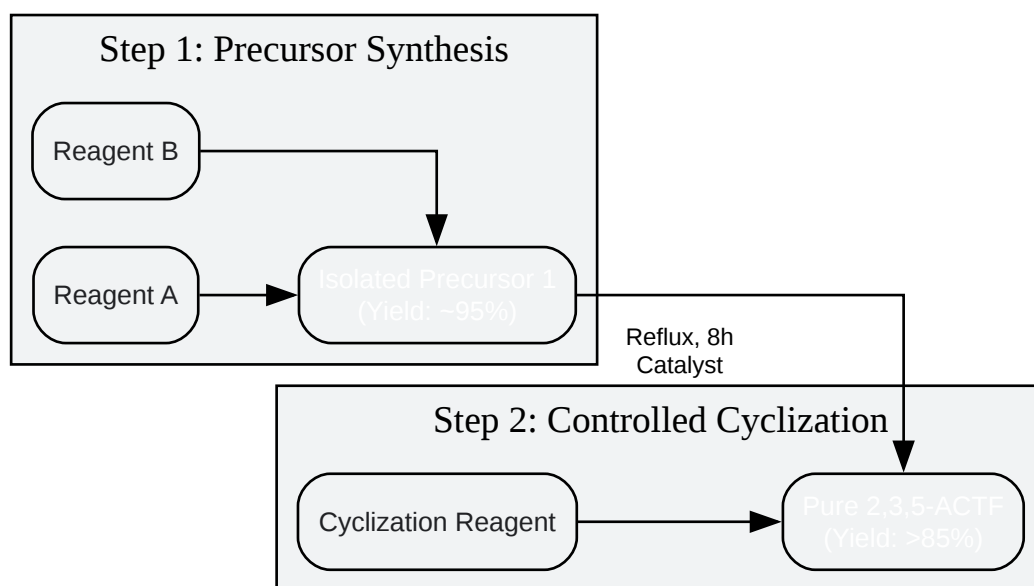 Step 1: Precursor Synthesis
Reagent B
Reagent A
Isolated Precursor 1
(Yield: ~95%)
Reflux, 8h
Catalyst
Step 2: Controlled Cyclization
Cyclization Reagent
Pure 2,3,5-ACTF
(Yield: >85%)